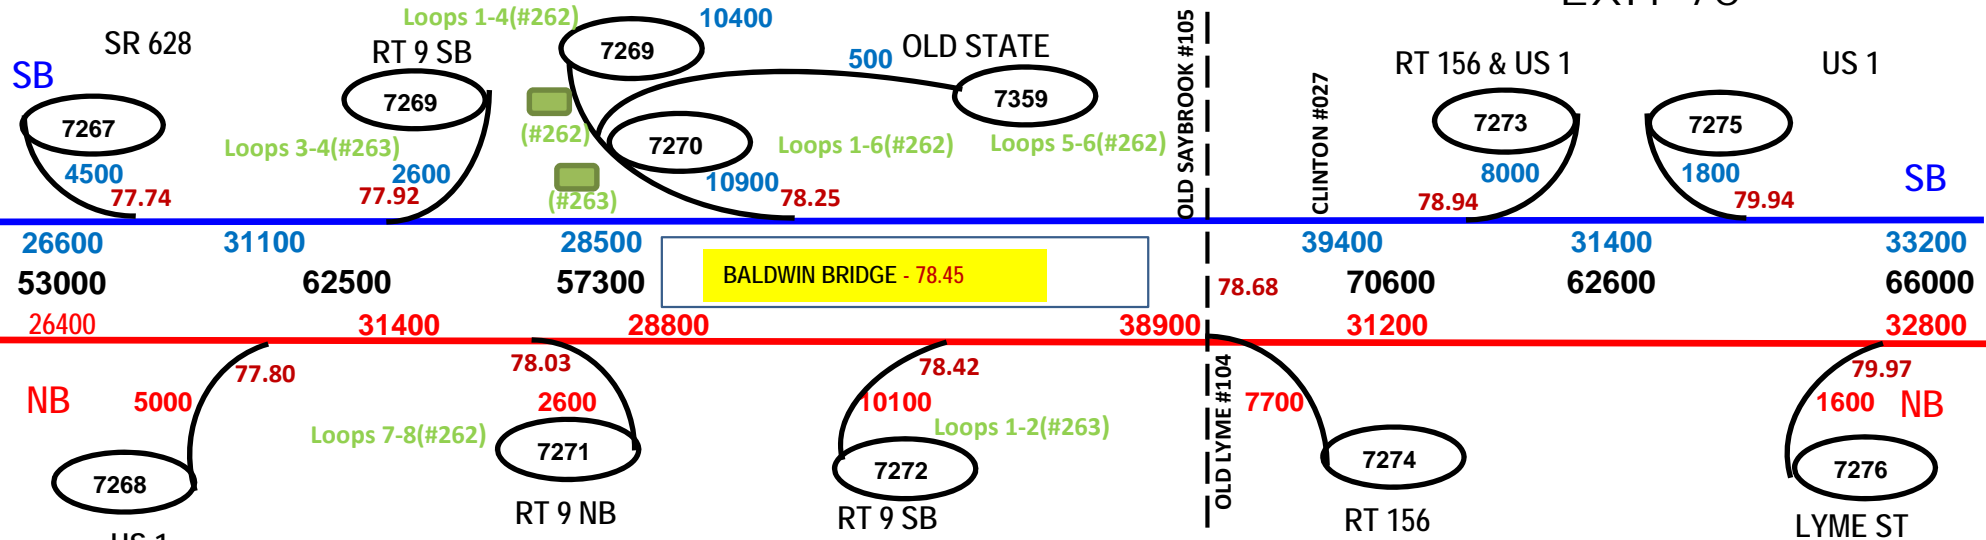 Loops 1-4(#262)
10400
SR 628
RT 9 SB
7269
500
OLD STATE
OLD SAYBROOK #105
RT 156 & US 1
US 1
SB
7267
7269
(#262)
7359
CLINTON #027
7273
7275
Loops 3-4(#263)
7270
Loops 1-6(#262)
Loops 5-6(#262)
4500
77.74
77.92
2600
(#263)
10900
78.25
78.94
8000
1800
79.94
SB
26600
31100
28500
39400
31400
33200
53000
62500
57300
BALDWIN BRIDGE - 78.45
78.68
70600
62600
66000
26400
31400
28800
38900
31200
32800
77.80
78.03
78.42
OLD LYME #104
79.97
NB
5000
2600
10100
7700
1600
NB
Loops 7-8(#262)
Loops 1-2(#263)
7268
7271
7272
7274
7276
RT 9 NB
RT 9 SB
RT 156
LYME ST
US 1